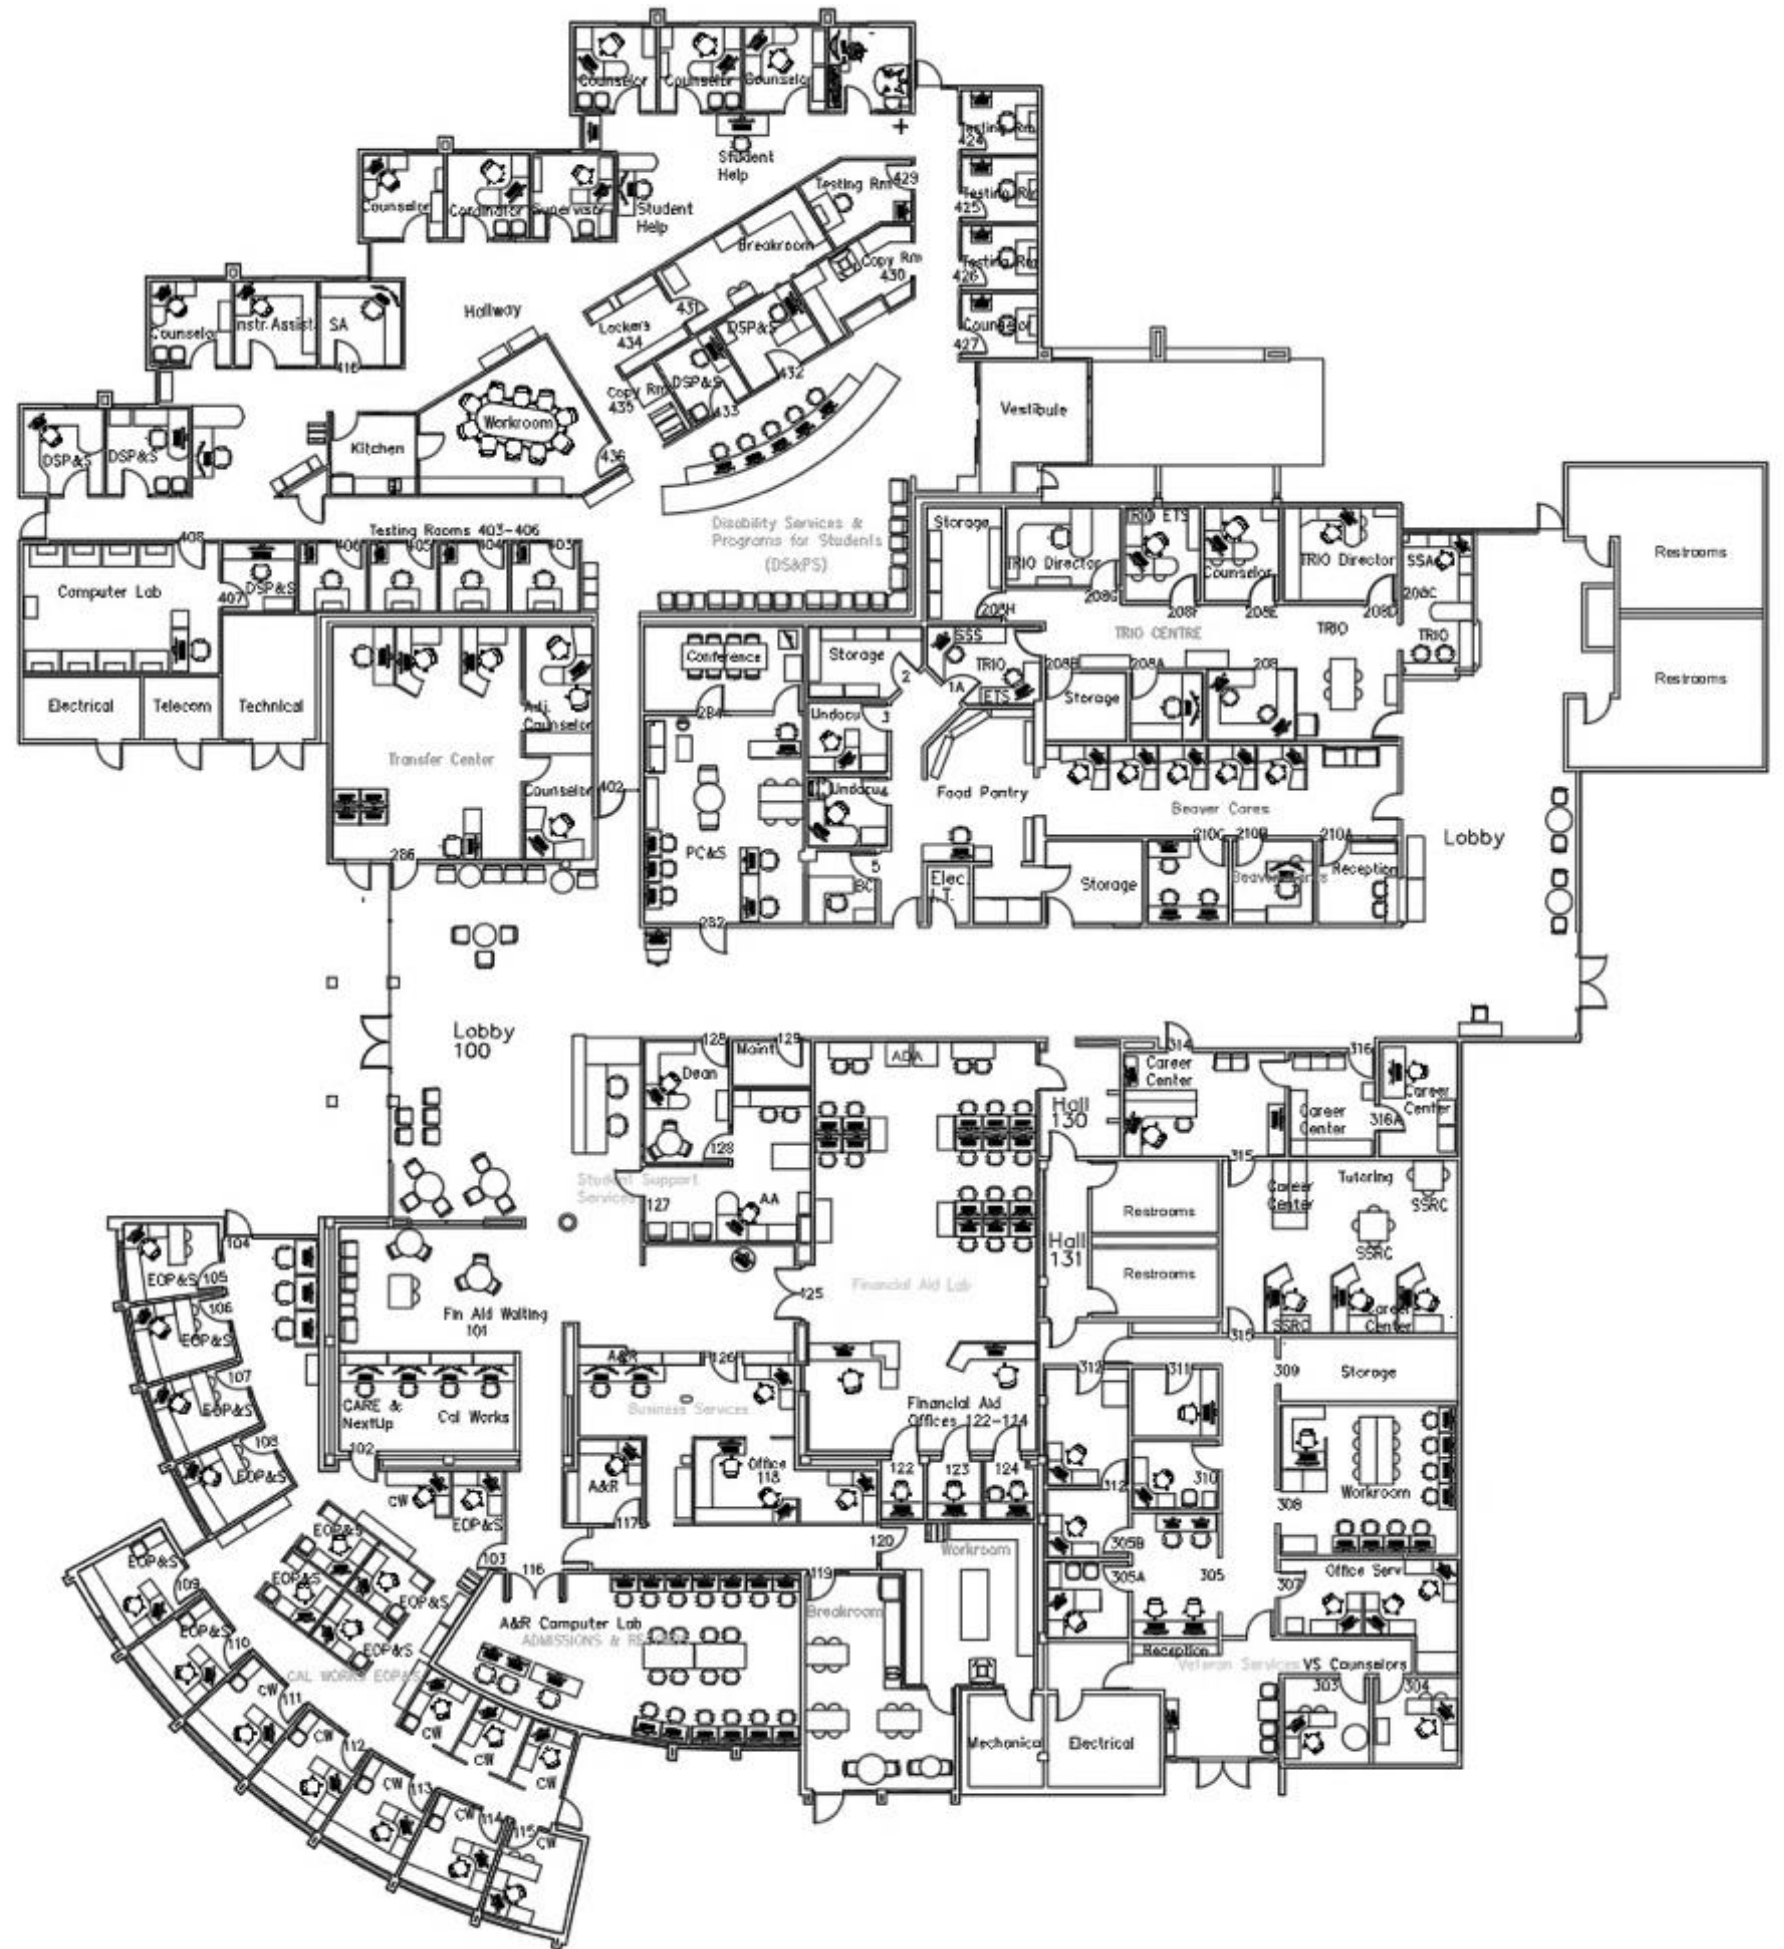 Counselor
Counselor
Counselor
Testing Rm
424
Student
Help
Testing Rm
429
Testing Rm
425
Counselor
Cordinator
Supervisor
Student
Help
Breakroom
Copy Rm
430
Testing Rm
426
Counselor
427
Counselor
Instr. Assist.
SA
416
Hallway
Lockers
434
431
DSP&S
432
Copy Rm
435
DSP&S
433
Vestibule
Workroom
436
Kitchen
DSP&S
DSP&S
Disability Services &
Programs for Students
(DS&PS)
Testing Rooms 403-406
408
406
405
404
403
Computer Lab
407
DSP&S
Electrical
Telecom
Technical
Storage
208H
TRIO Director
208G
TRIO ETS
208F
Counselor
208E
TRIO Director
208D
SSA
208C
TRIO
Restrooms
Restrooms
TRIO CENTRE
TRIO
Conference
284
Storage
2
SSS
TRIO
ETS
1A
208B
208A
208
Storage
Transfer Center
Adj.
Counselor
Counselor
402
286
Undocu
3
Undocu
4
PC&S
282
5
BC
Food Pantry
Elec.
I.T.
Beaver Cares
210C
210B
210A
Storage
Beaver Cares
Reception
Lobby
Lobby
100
128
129
Maint.
Dean
128
ADA
Hall
130
314
Career
Center
316
Career
Center
Career
Center
316A
315
Student Support
Services
127
AA
Restrooms
Restrooms
Hall
131
Career
Center
Tutoring
SSRC
SSRC
SSRC
Career
Center
315
104
EOP&S
105
106
EOP&S
107
EOP&S
108
EOP&S
Fin Aid Waiting
101
125
Financial Aid Lab
A&R
126
Business Services
CARE &
NextUp
Cal Works
102
Financial Aid
Offices 122-124
122
123
124
312
311
309
Storage
312
310
308
Workroom
A&R
117
Office
118
CW
EOP&S
103
EOP&S
EOP&S
EOP&S
EOP&S
EOP&S
109
EOP&S
110
116
119
120
Workroom
305B
305A
305
307
Office Serv
A&R Computer Lab
ADMISSIONS &
Breakroom
Reception
Veteran Services
VS Counselors
303
304
CAL WORKS EOP&S
CW
111
CW
112
CW
113
CW
114
115
CW
CW
CW
CW
Mechanical
Electrical